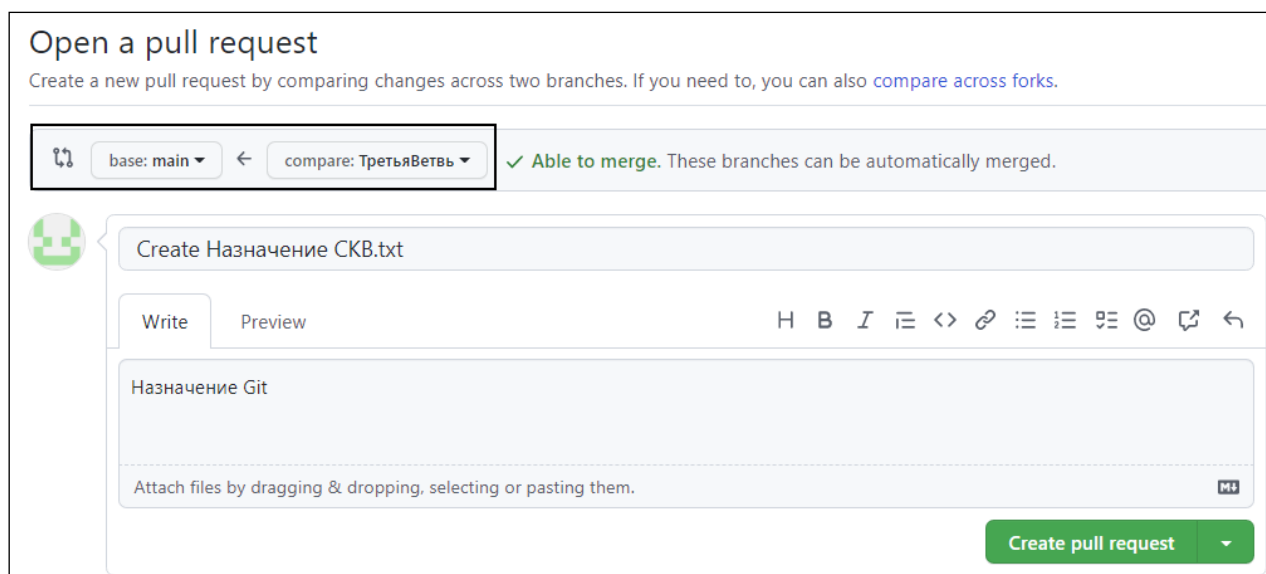 Open a pull request
Create a new pull request by comparing changes across two branches. If you need to, you can also compare across forks.
base: main ← compare: ТретьяВетвь ✓ Able to merge. These branches can be automatically merged.
Create Назначение СКВ.txt
Write Preview
Назначение Git
Attach files by dragging & dropping, selecting or pasting them.
Create pull request